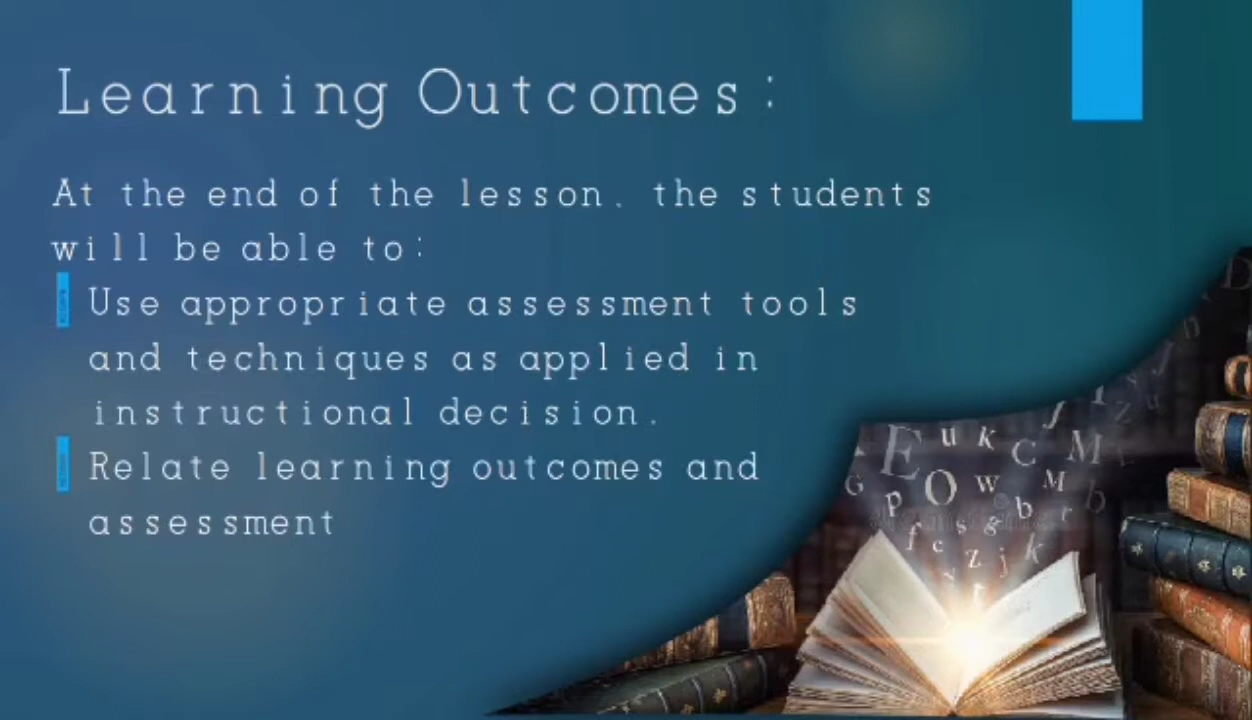 Learning Outcomes:
At the end of the lesson, the students
will be able to:
Use appropriate assessment tools
and techniques as applied in
instructional decision.
Relate learning outcomes and
assessment
E u k C M
G p O w M b
f c s g b r
z j k